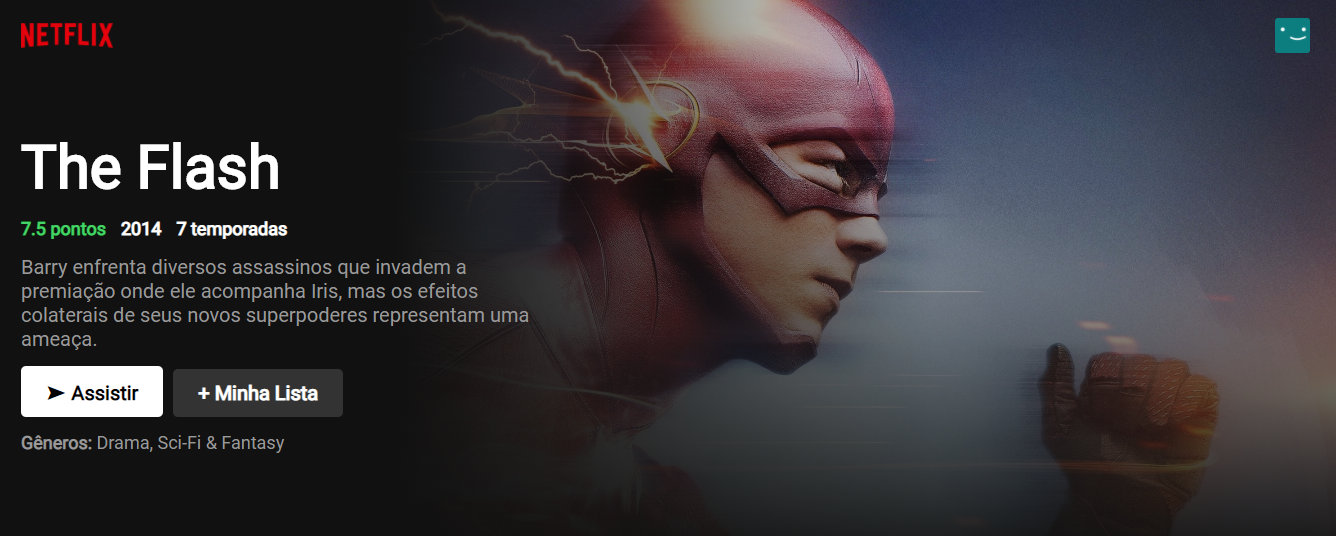 NETFLIX
The Flash
7.5 pontos 2014 7 temporadas
Barry enfrenta diversos assassinos que invadem a
premiação onde ele acompanha Iris, mas os efeitos
colaterais de seus novos superpoderes representam uma
ameaça.
➤ Assistir + Minha Lista
Gêneros: Drama, Sci-Fi & Fantasy